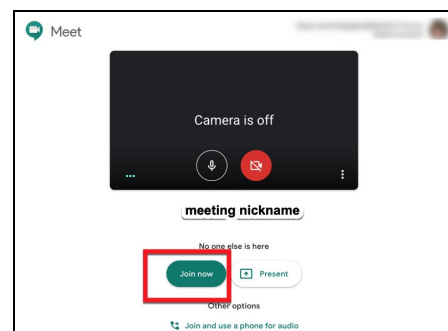 Meet
Camera is off
meeting nickname
No one else is here
Join now
Present
Other options
Join and use a phone for audio